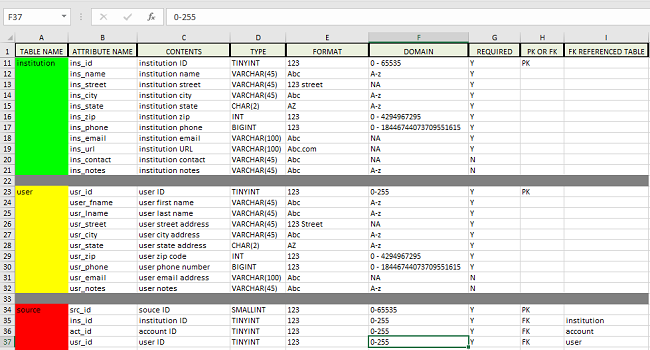 F37 0-255
A B C D E F G H I
1 TABLE NAME ATTRIBUTE NAME CONTENTS TYPE FORMAT DOMAIN REQUIRED PK OR FK FK REFERENCED TABLE
11 institution ins_id institution ID TINYINT 123 0 - 65535 Y PK
12 ins_name institution name VARCHAR(45) Abc A-z Y
13 ins_street institution street VARCHAR(45) 123 street NA Y
14 ins_city institution city VARCHAR(45) Abc A-z Y
15 ins_state institution state CHAR(2) AZ A-z Y
16 ins_zip institution zip INT 123 0 - 4294967295 Y
17 ins_phone institution phone BIGINT 123 0 - 18446744073709551615 Y
18 ins_email institution email VARCHAR(100) Abc NA Y
19 ins_url institution URL VARCHAR(100) Abc.com NA Y
20 ins_contact institution contact VARCHAR(45) Abc A-z N
21 ins_notes institution notes VARCHAR(45) Abc A-z N
22
23 user usr_id user ID TINYINT 123 0-255 Y PK
24 user_fname user first name VARCHAR(45) Abc A-z Y
25 usr_lname user last name VARCHAR(45) Abc A-z Y
26 usr_street user street address VARCHAR(45) 123 Street NA Y
27 usr_city user city address VARCHAR(45) Abc A-z Y
28 usr_state user state address CHAR(2) AZ A-z Y
29 usr_zip user zip code INT 123 0 - 4294967295 Y
30 usr_phone user phone number BIGINT 123 0 - 18446744073709551615 Y
31 usr_email user email address VARCHAR(100) Abc NA N
32 usr_notes user notes VARCHAR(45) Abc A-z N
33
34 source src_id souce ID SMALLINT 123 0-65535 Y PK
35 ins_id institution ID TINYINT 123 0-255 Y FK institution
36 act_id account ID TINYINT 123 0-255 Y FK account
37 usr_id user ID TINYINT 123 0-255 Y FK user